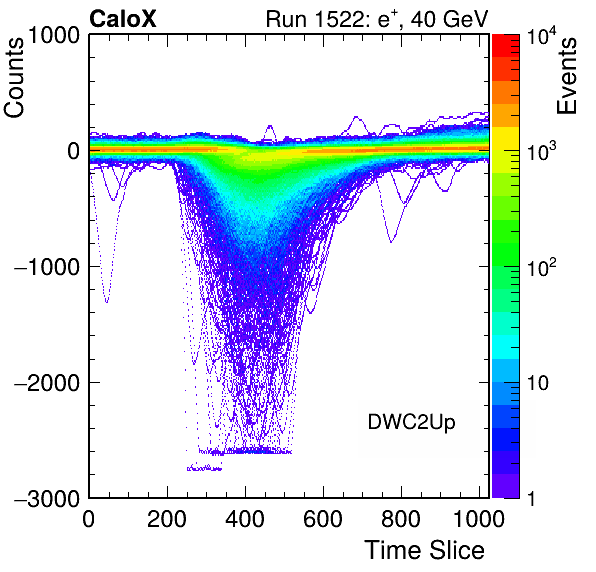 CaloX Run 1522: e⁺, 40 GeV
Counts
Events
1000
0
−1000
−2000
−3000
0 200 400 600 800 1000
Time Slice
DWC2Up
10⁴
10³
10²
10
1